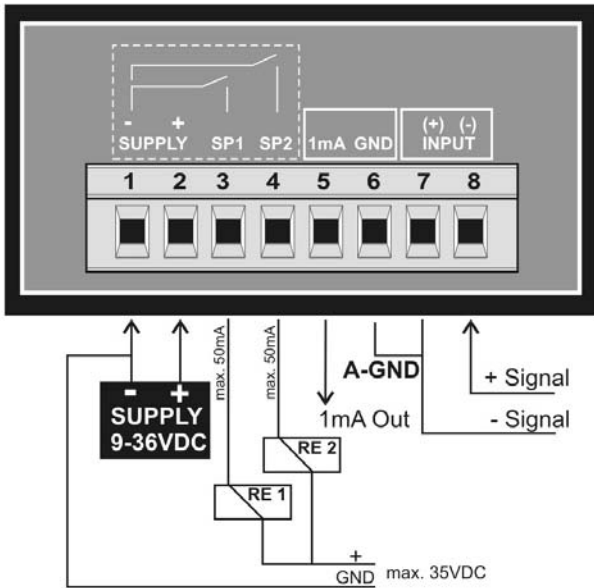 - +
SUPPLY SP1 SP2 1mA GND
(+) (-)
INPUT
1 2 3 4 5 6 7 8
max. 50mA
max. 50mA
A-GND
+ Signal
- +
SUPPLY
9-36VDC
1mA Out
- Signal
RE 2
RE 1
+
GND
max. 35VDC